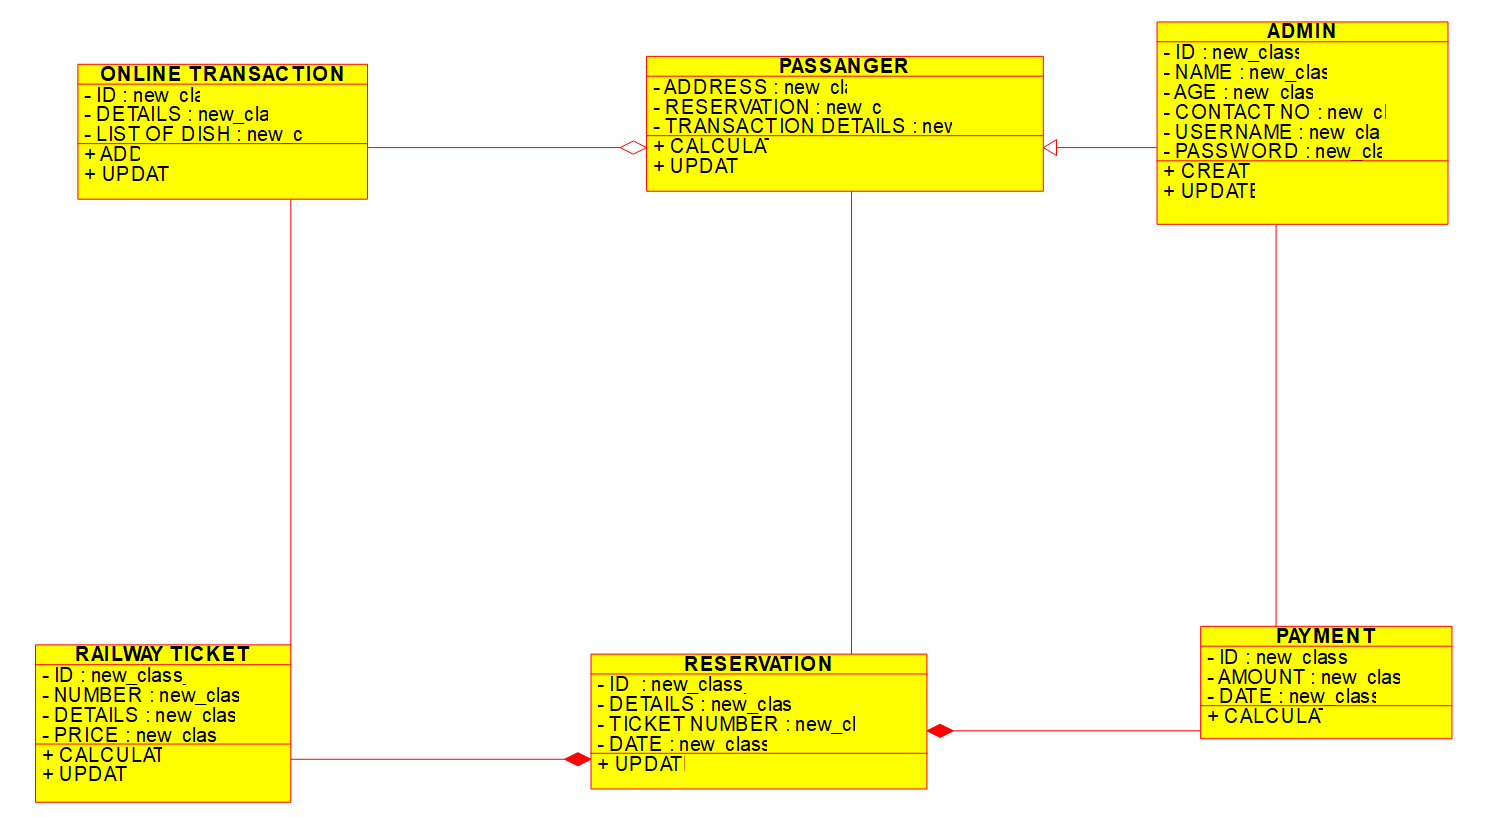 ONLINE TRANSACTION
- ID : new_cla
- DETAILS : new_cla
- LIST OF DISH : new_c
+ ADD
+ UPDAT
PASSANGER
- ADDRESS : new_cl
- RESERVATION : new_c
- TRANSACTION DETAILS : new
+ CALCULAT
+ UPDAT
ADMIN
- ID : new_class
- NAME : new_clas
- AGE : new_clas
- CONTACT NO : new_cl
- USERNAME : new_cla
- PASSWORD : new_cla
+ CREAT
+ UPDATE
RAILWAY TICKET
- ID : new_class_
- NUMBER : new_clas
- DETAILS : new_clas
- PRICE : new_clas
+ CALCULAT
+ UPDAT
RESERVATION
- ID : new_class_
- DETAILS : new_clas
- TICKET NUMBER : new_cl
- DATE : new_class
+ UPDAT
PAYMENT
- ID : new_class
- AMOUNT : new_clas
- DATE : new_class
+ CALCULAT